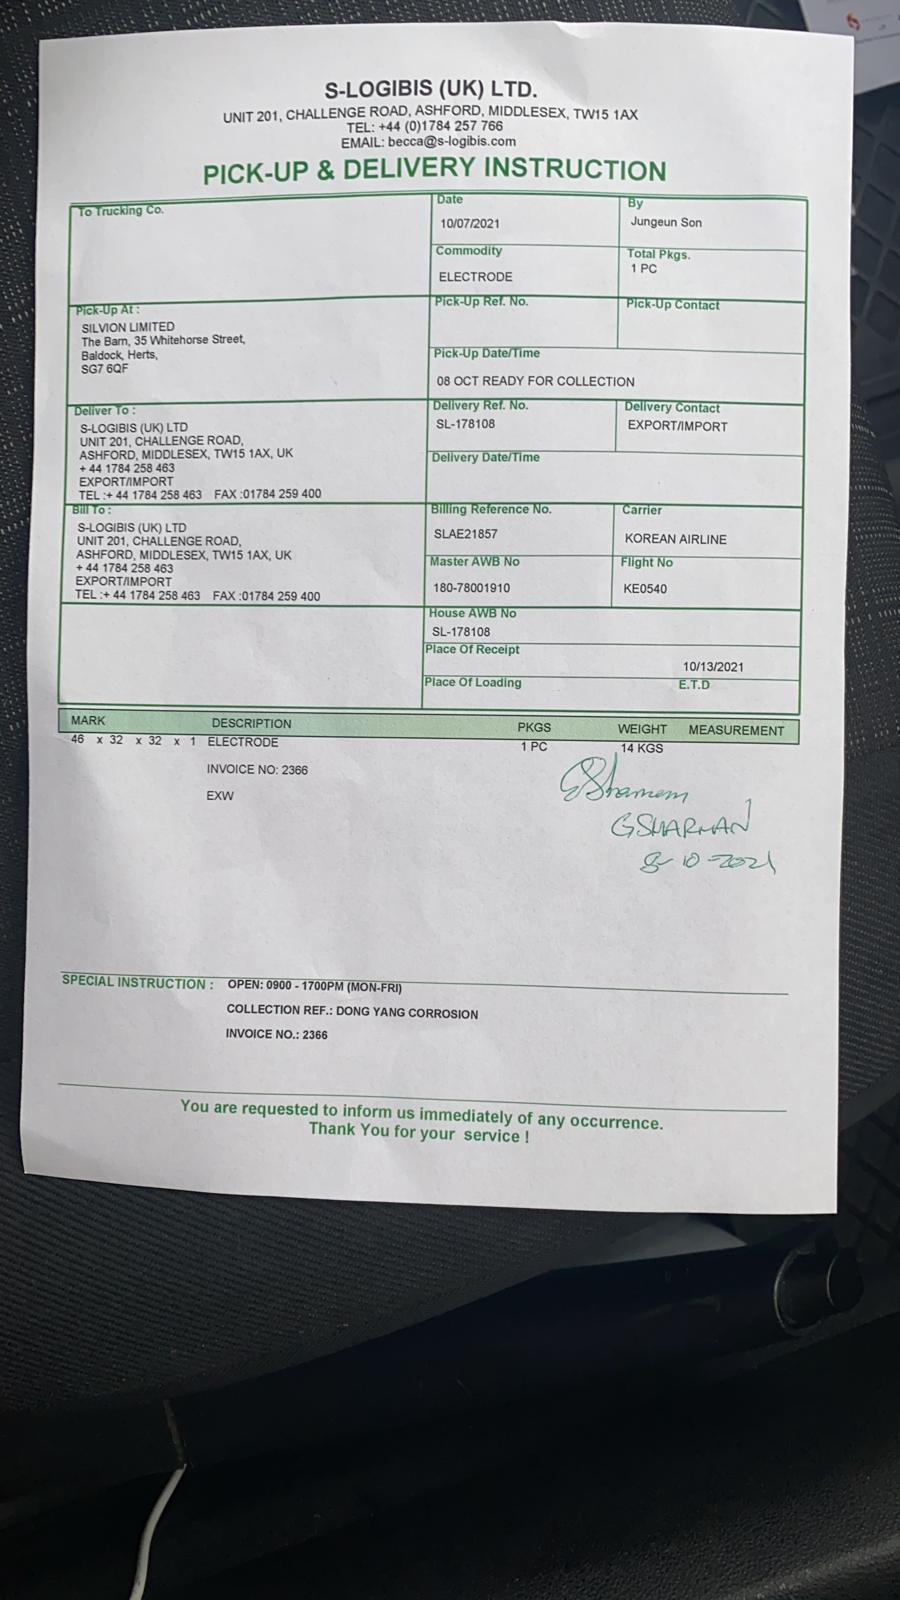 S-LOGIBIS (UK) LTD.
UNIT 201, CHALLENGE ROAD, ASHFORD, MIDDLESEX, TW15 1AX
TEL: +44 (0)1784 257 766
EMAIL: becca@s-logibis.com
PICK-UP & DELIVERY INSTRUCTION
To Trucking Co.
Date
10/07/2021
By
Jungeun Son
Commodity
ELECTRODE
Total Pkgs.
1 PC
Pick-Up At :
SILVION LIMITED
The Barn, 35 Whitehorse Street,
Baldock, Herts,
SG7 6QF
Pick-Up Ref. No.
Pick-Up Contact
Pick-Up Date/Time
08 OCT READY FOR COLLECTION
Deliver To :
S-LOGIBIS (UK) LTD
UNIT 201, CHALLENGE ROAD,
ASHFORD, MIDDLESEX, TW15 1AX, UK
+ 44 1784 258 463
EXPORT/IMPORT
TEL :+ 44 1784 258 463 FAX :01784 259 400
Delivery Ref. No.
SL-178108
Delivery Contact
EXPORT/IMPORT
Delivery Date/Time
Bill To :
S-LOGIBIS (UK) LTD
UNIT 201, CHALLENGE ROAD,
ASHFORD, MIDDLESEX, TW15 1AX, UK
+ 44 1784 258 463
EXPORT/IMPORT
TEL :+ 44 1784 258 463 FAX :01784 259 400
Billing Reference No.
SLAE21857
Carrier
KOREAN AIRLINE
Master AWB No
180-78001910
Flight No
KE0540
House AWB No
SL-178108
Place Of Receipt
10/13/2021
Place Of Loading
E.T.D
MARK DESCRIPTION PKGS WEIGHT MEASUREMENT
46 x 32 x 32 x 1 ELECTRODE 1 PC 14 KGS
INVOICE NO: 2366
EXW
GSHARMAN
8-10-2021
SPECIAL INSTRUCTION : OPEN: 0900 - 1700PM (MON-FRI)
COLLECTION REF.: DONG YANG CORROSION
INVOICE NO.: 2366
You are requested to inform us immediately of any occurrence.
Thank You for your service !